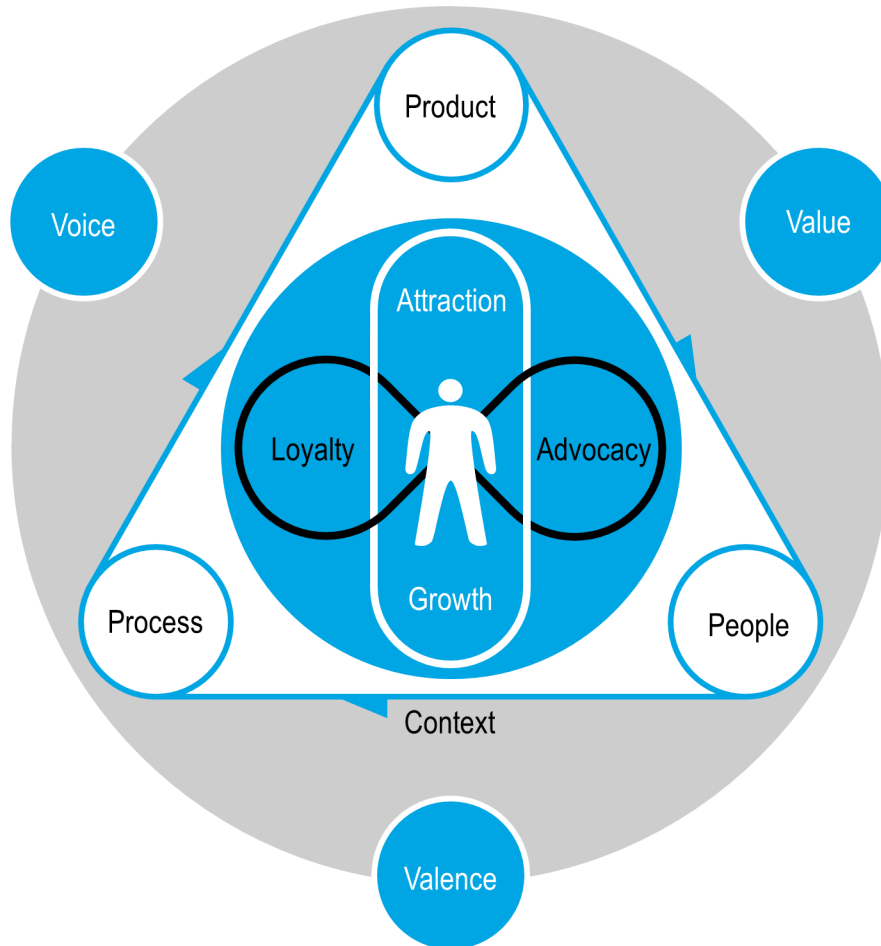 Product
Voice
Value
Attraction
Loyalty
Advocacy
Growth
Process
People
Context
Valence